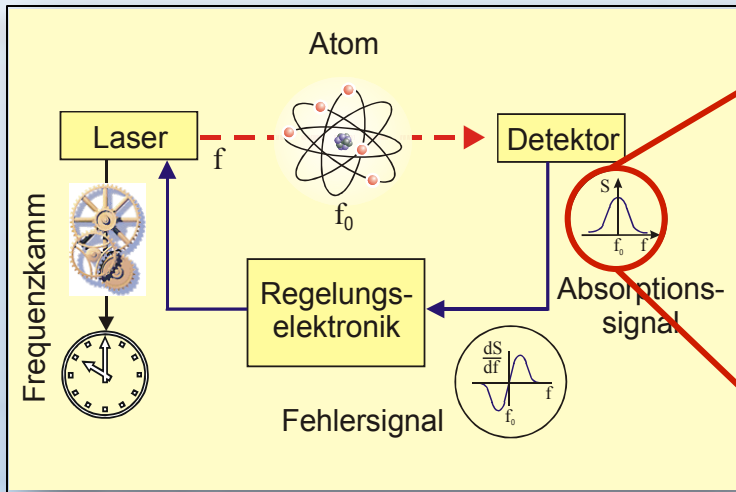 Atom
Laser
f
f₀
Detektor
S
f₀ f
Absorptions-
signal
Frequenzkamm
Regelungs-
elektronik
dS
df
f
f₀
Fehlersignal